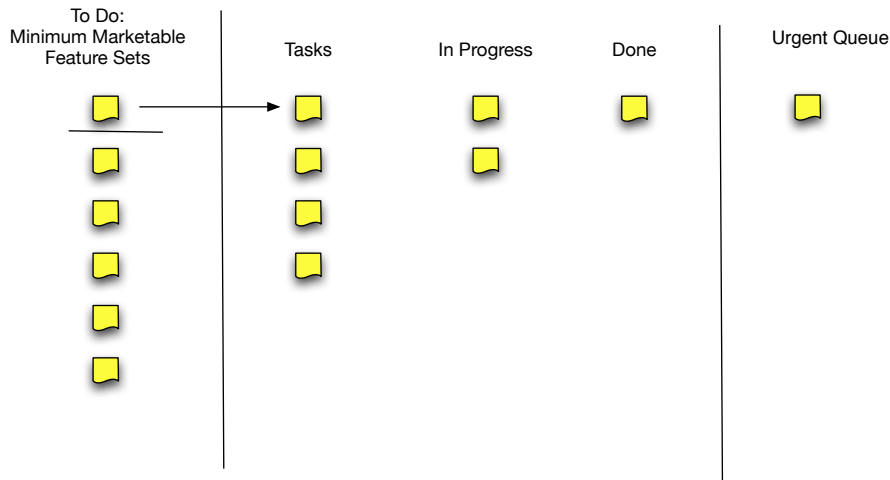 To Do:
Minimum Marketable
Feature Sets
Tasks
In Progress
Done
Urgent Queue